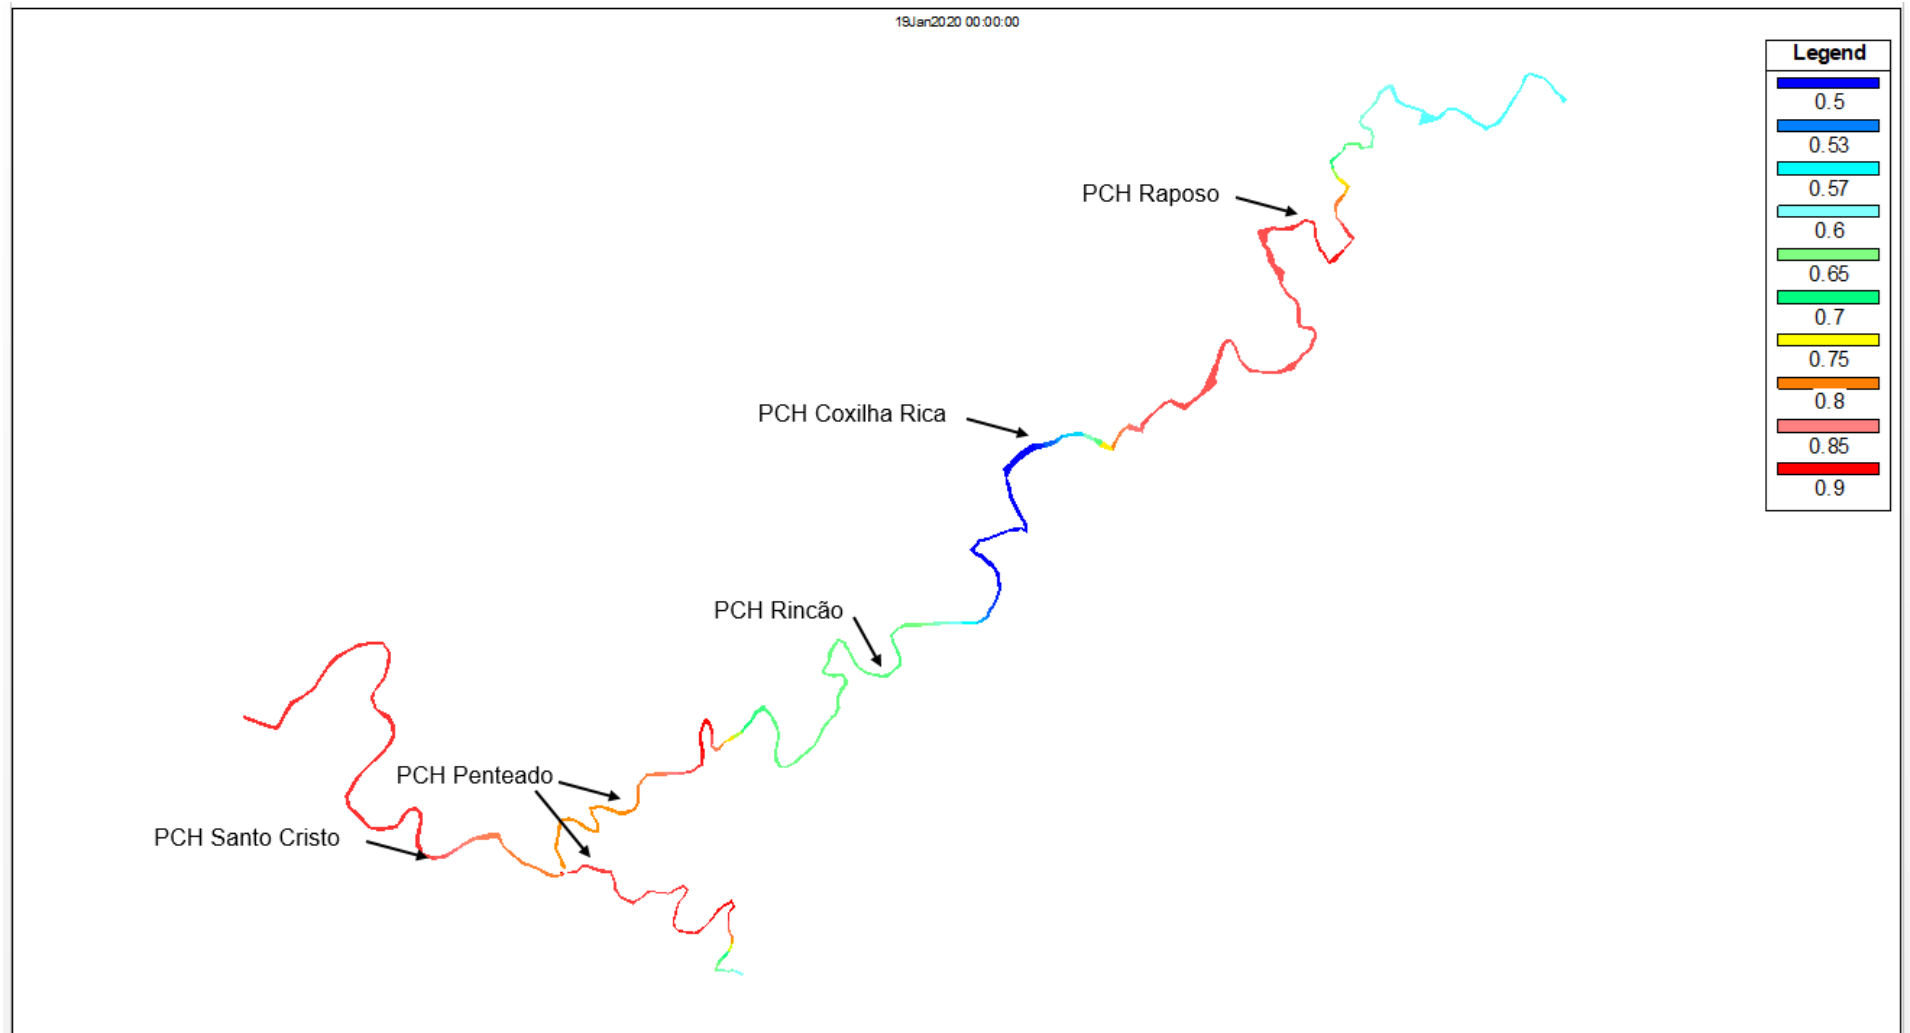 19Jan2020 00:00:00
Legend
0.5
0.53
0.57
0.6
0.65
0.7
0.75
0.8
0.85
0.9
PCH Raposo
PCH Coxilha Rica
PCH Rincão
PCH Penteado
PCH Santo Cristo